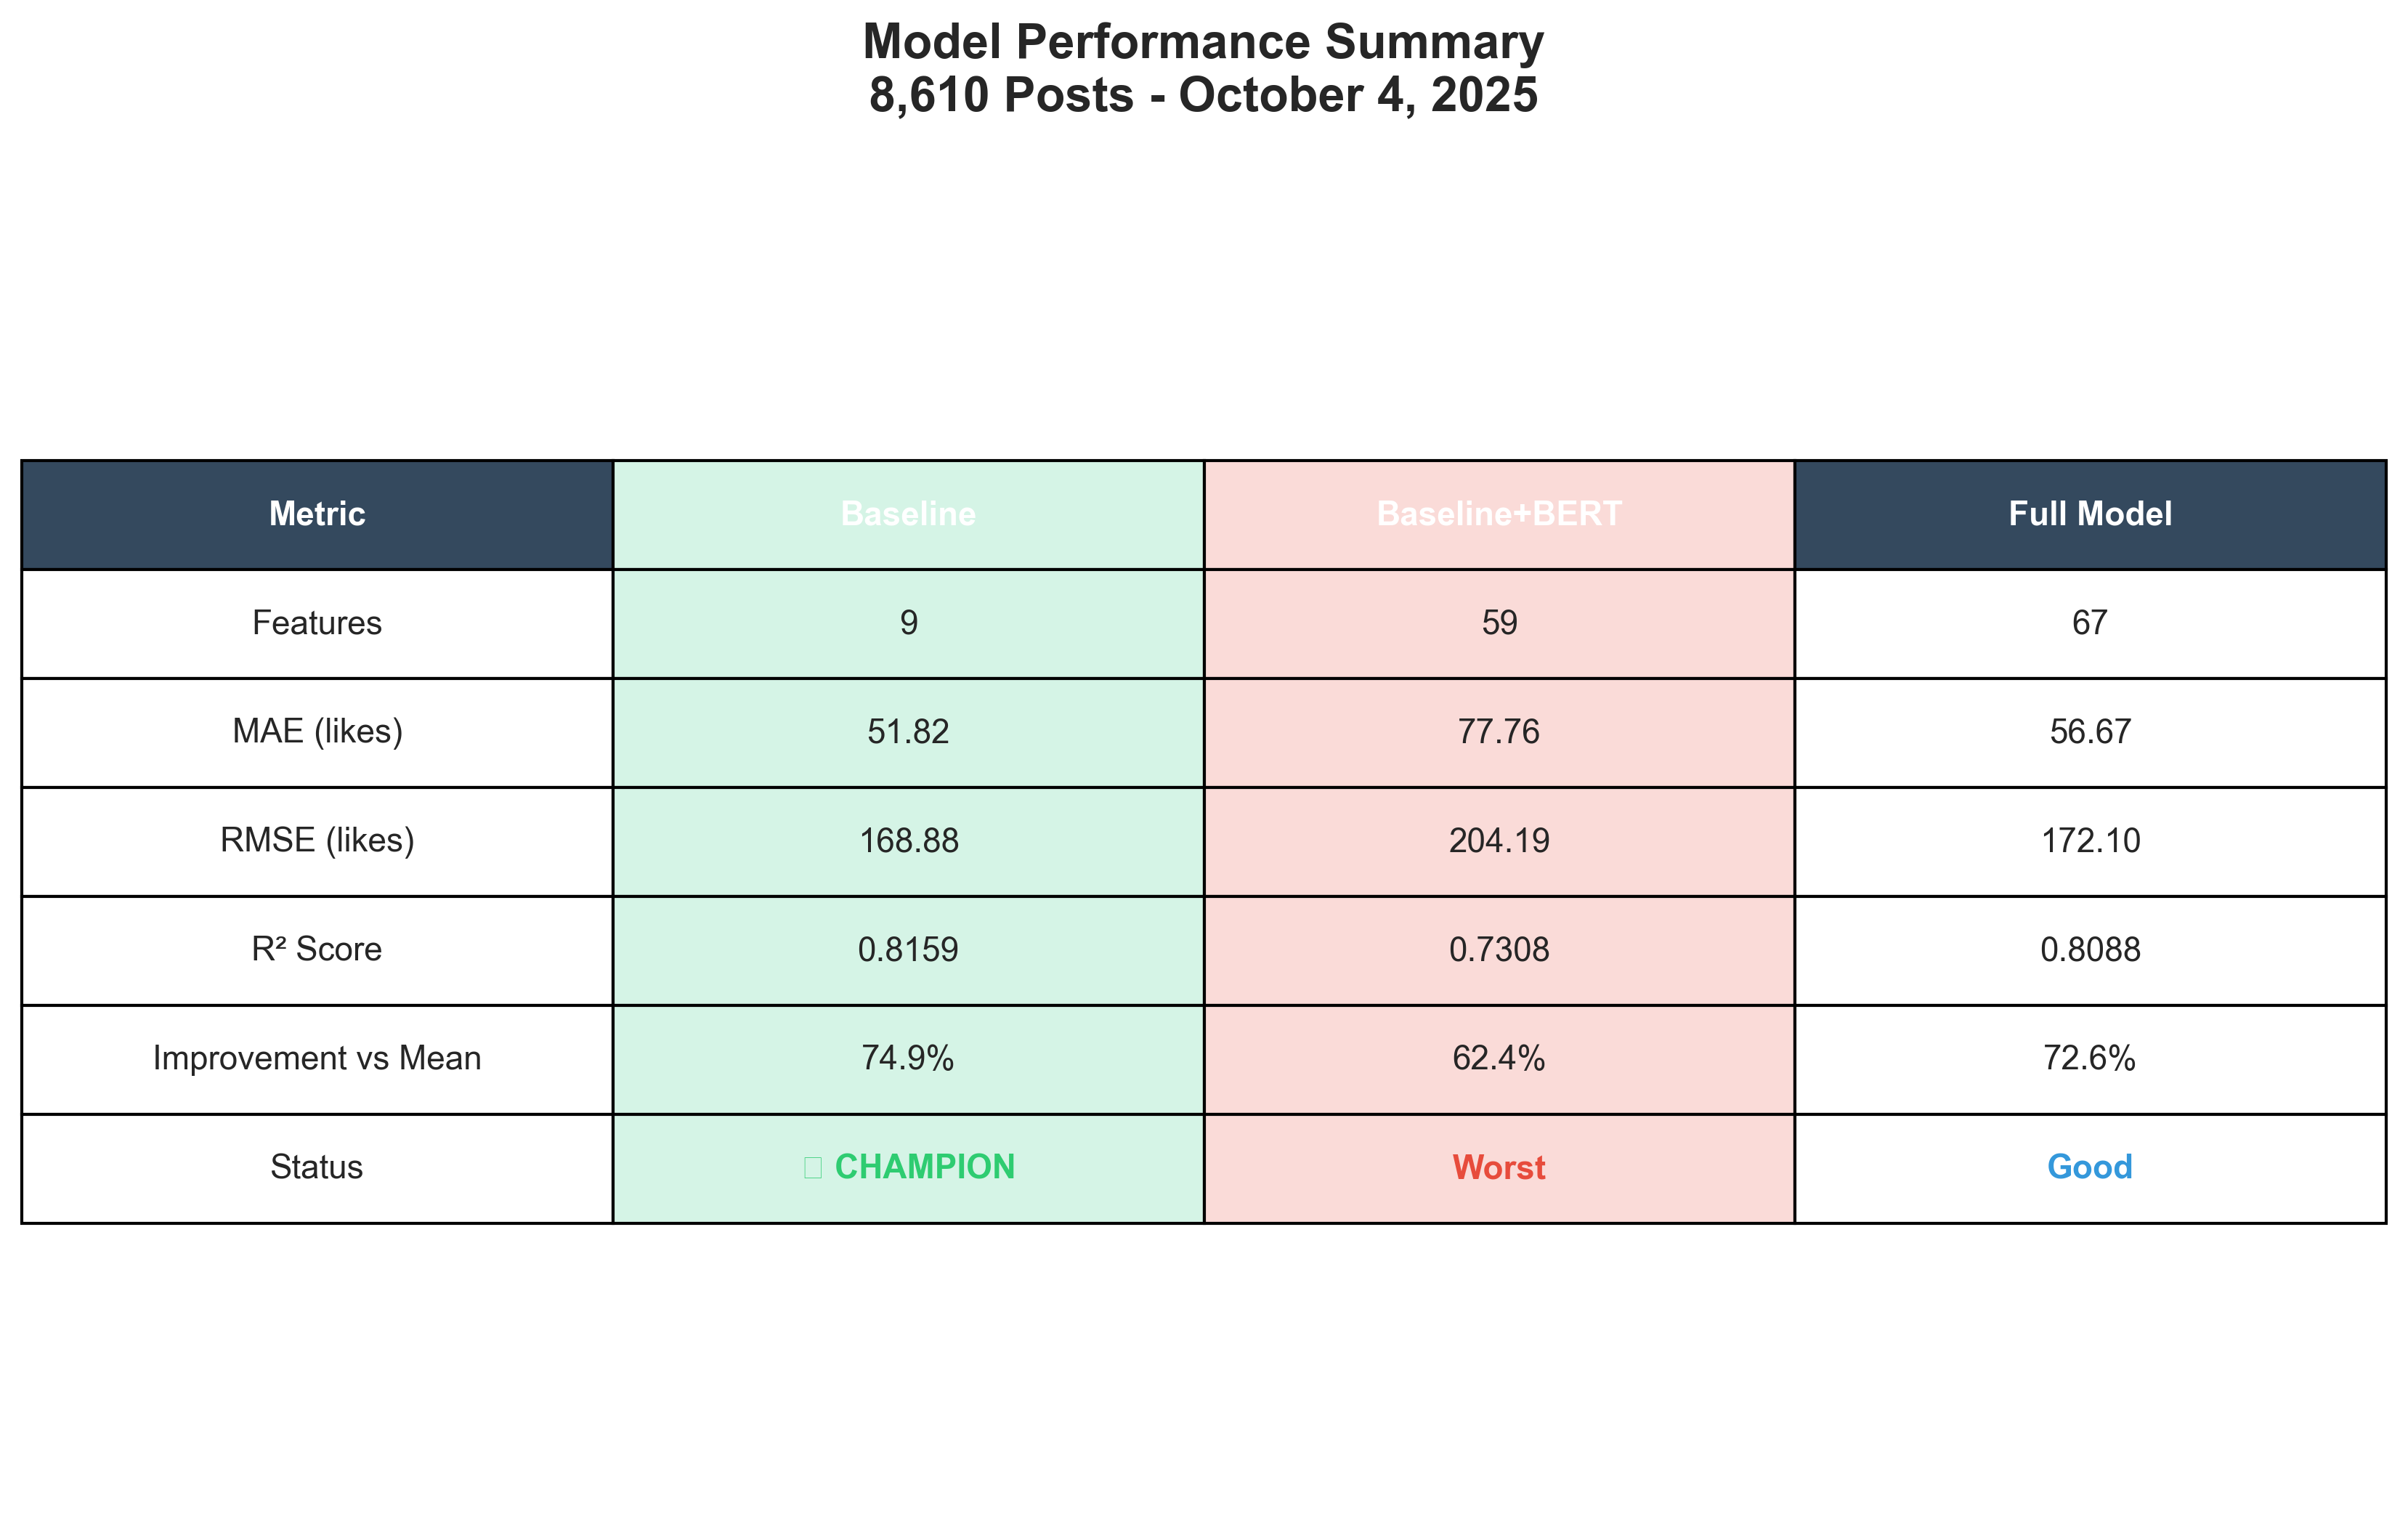 Model Performance Summary
8,610 Posts - October 4, 2025
Metric Baseline Baseline+BERT Full Model
Features 9 59 67
MAE (likes) 51.82 77.76 56.67
RMSE (likes) 168.88 204.19 172.10
R² Score 0.8159 0.7308 0.8088
Improvement vs Mean 74.9% 62.4% 72.6%
Status CHAMPION Worst Good